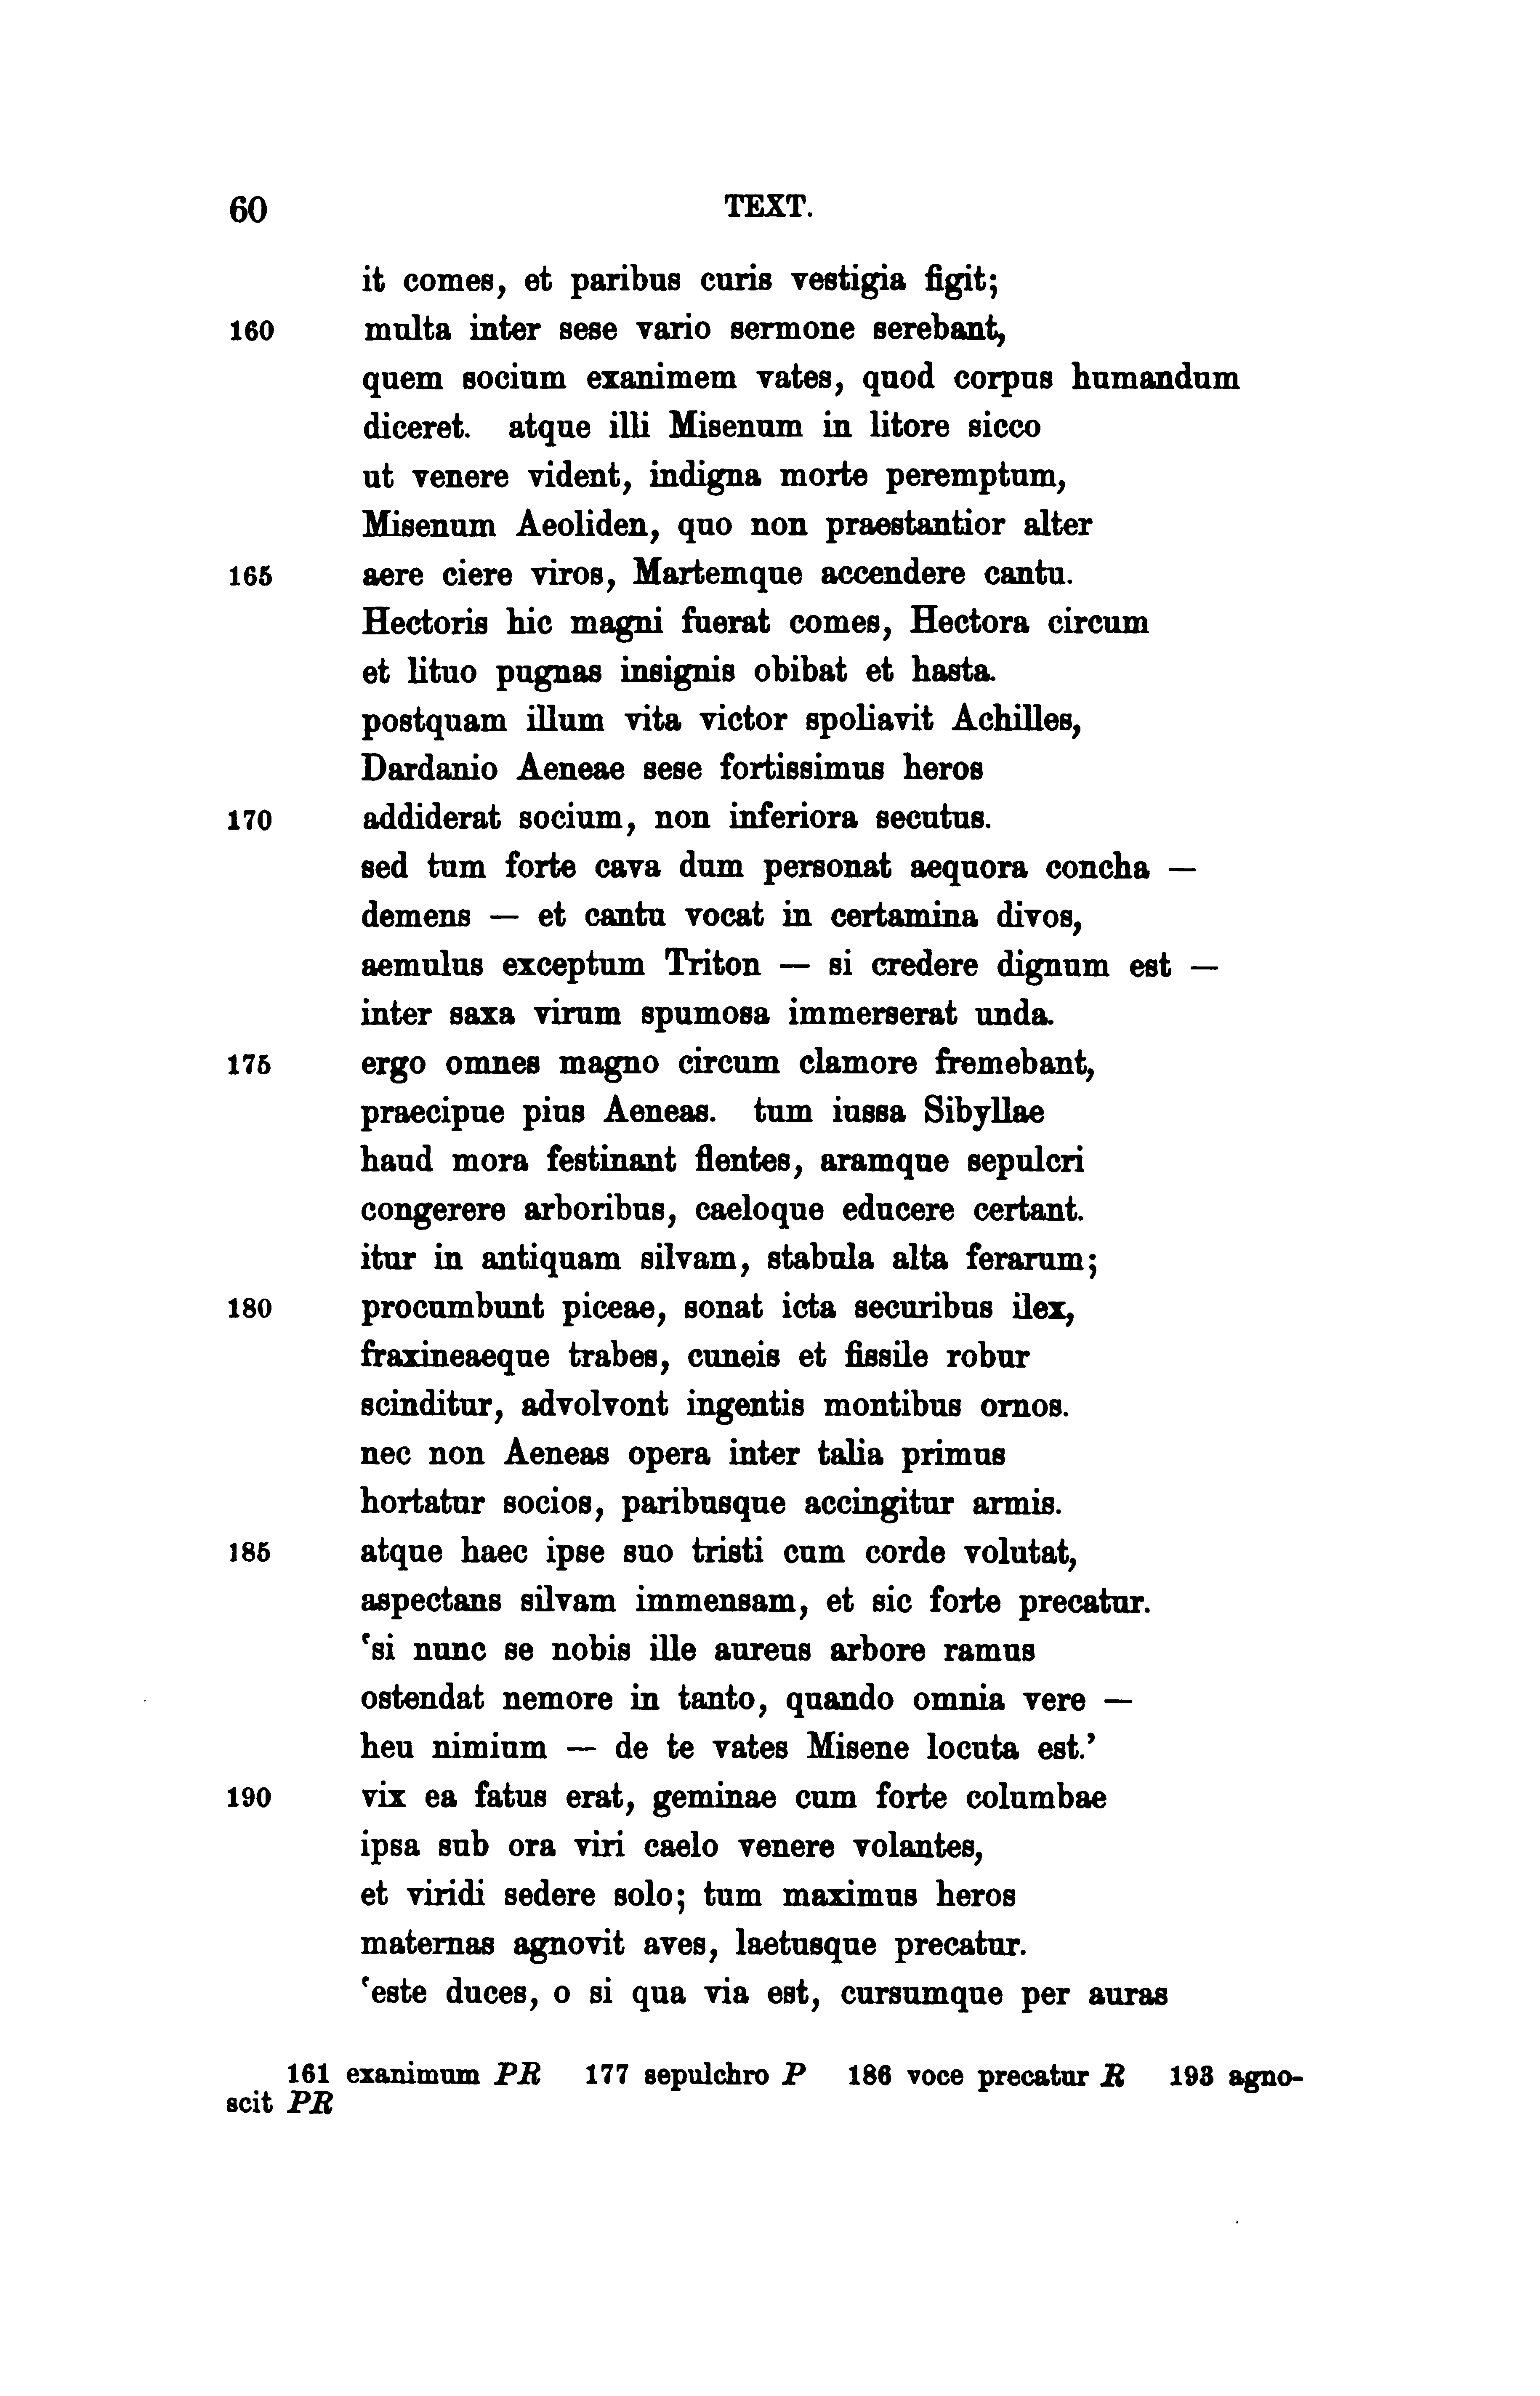 60 TEXT.
it comes, et paribus curis vestigia figit;
160 multa inter sese vario sermone serebant,
quem socium exanimem vates, quod corpus humandum
diceret. atque illi Misenum in litore sicco
ut venere vident, indigna morte peremptum,
Misenum Aeoliden, quo non praestantior alter
165 aere ciere viros, Martemque accendere cantu.
Hectoris hic magni fuerat comes, Hectora circum
et lituo pugnas insignis obibat et hasta.
postquam illum vita victor spoliavit Achilles,
Dardanio Aeneae sese fortissimus heros
170 addiderat socium, non inferiora secutus.
sed tum forte cava dum personat aequora concha —
demens — et cantu vocat in certamina divos,
aemulus exceptum Triton — si credere dignum est —
inter saxa virum spumosa immerserat unda.
175 ergo omnes magno circum clamore fremebant,
praecipue pius Aeneas. tum iussa Sibyllae
haud mora festinant flentes, aramque sepulcri
congerere arboribus, caeloque educere certant.
itur in antiquam silvam, stabula alta ferarum;
180 procumbunt piceae, sonat icta securibus ilex,
fraxineaeque trabes, cuneis et fissile robur
scinditur, advolvont ingentis montibus ornos.
nec non Aeneas opera inter talia primus
hortatur socios, paribusque accingitur armis.
185 atque haec ipse suo tristi cum corde volutat,
aspectans silvam immensam, et sic forte precatur.
‘si nunc se nobis ille aureus arbore ramus
ostendat nemore in tanto, quando omnia vere —
heu nimium — de te vates Misene locuta est.’
190 vix ea fatus erat, geminae cum forte columbae
ipsa sub ora viri caelo venere volantes,
et viridi sedere solo; tum maximus heros
maternas agnovit aves, laetusque precatur.
‘este duces, o si qua via est, cursumque per auras
161 exanimum PR 177 sepulchro P 186 voce precatur R 193 agno-
scit PR